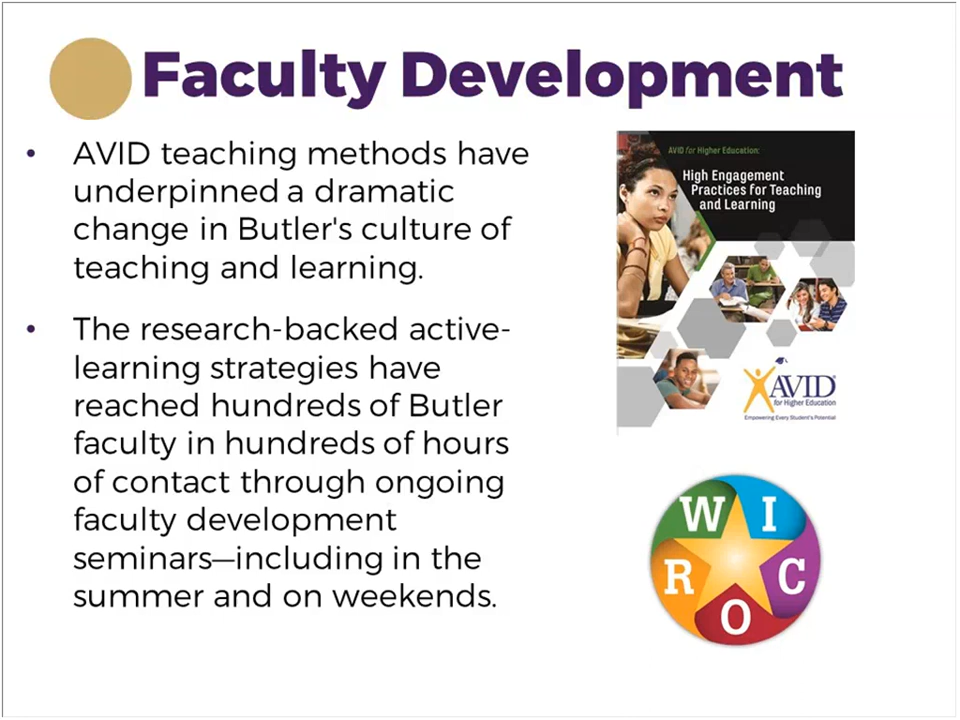 Faculty Development
• AVID teaching methods have
underpinned a dramatic
change in Butler's culture of
teaching and learning.
• The research-backed active-
learning strategies have
reached hundreds of Butler
faculty in hundreds of hours
of contact through ongoing
faculty development
seminars—including in the
summer and on weekends.
AVID for Higher Education:
High Engagement
Practices for Teaching
and Learning
AVID®
for Higher Education
Empowering Every Student's Potential
W I C O R